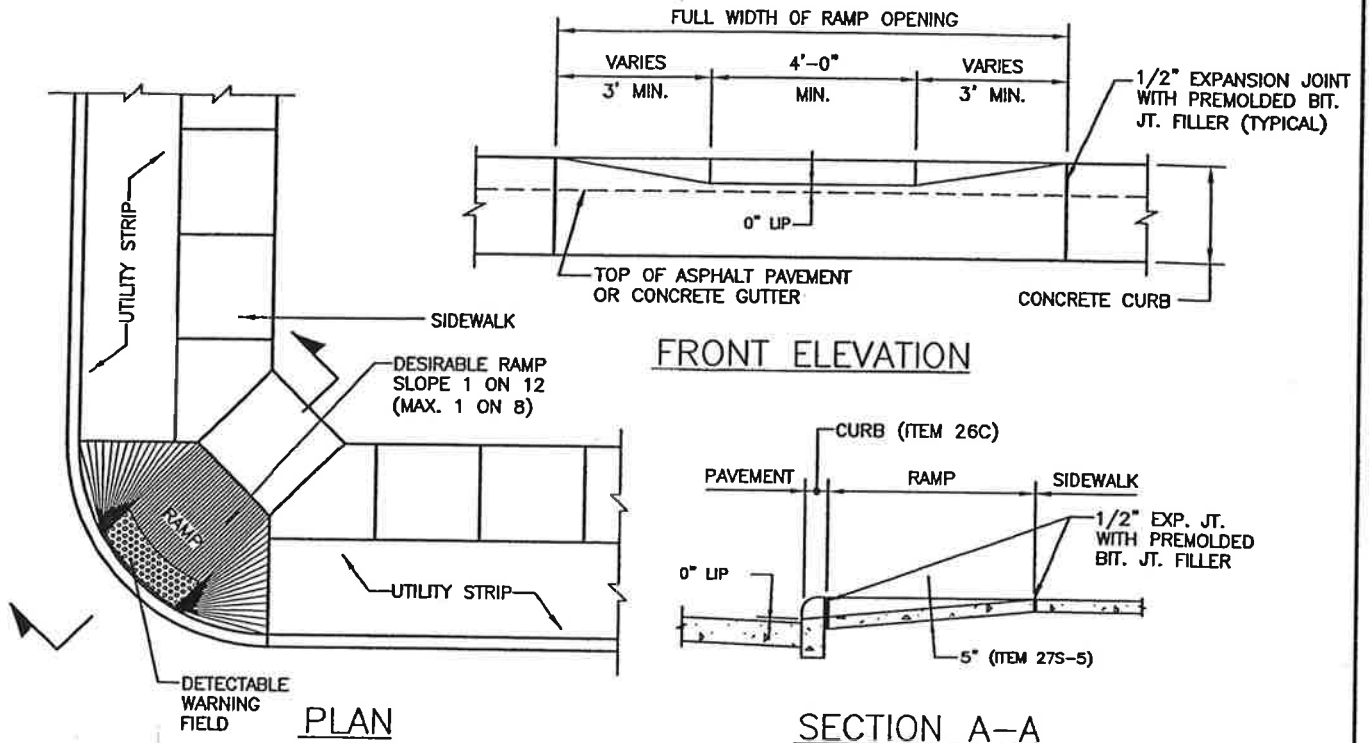 FULL WIDTH OF RAMP OPENING
VARIES
3' MIN.
4'-0"
MIN.
VARIES
3' MIN.
1/2" EXPANSION JOINT
WITH PREMOLDED BIT.
JT. FILLER (TYPICAL)
0" LIP
TOP OF ASPHALT PAVEMENT
OR CONCRETE GUTTER
CONCRETE CURB
FRONT ELEVATION
UTILITY STRIP
SIDEWALK
DESIRABLE RAMP
SLOPE 1 ON 12
(MAX. 1 ON 8)
RAMP
UTILITY STRIP
DETECTABLE
WARNING
FIELD
PLAN
CURB (ITEM 26C)
PAVEMENT
RAMP
SIDEWALK
1/2" EXP. JT.
WITH PREMOLDED
BIT. JT. FILLER
0" LIP
5" (ITEM 27S-5)
SECTION A-A